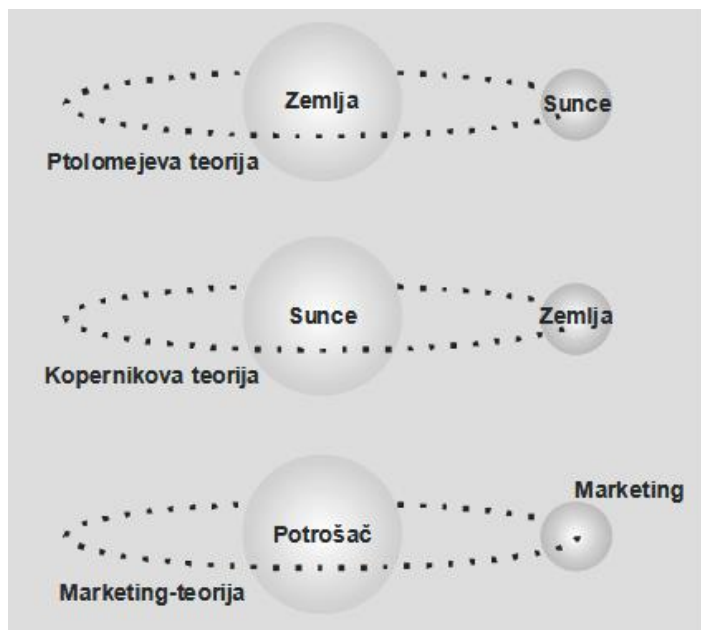 Zemlja
Sunce
Ptolomejeva teorija
Sunce
Zemlja
Kopernikova teorija
Marketing
Potrošač
Marketing-teorija